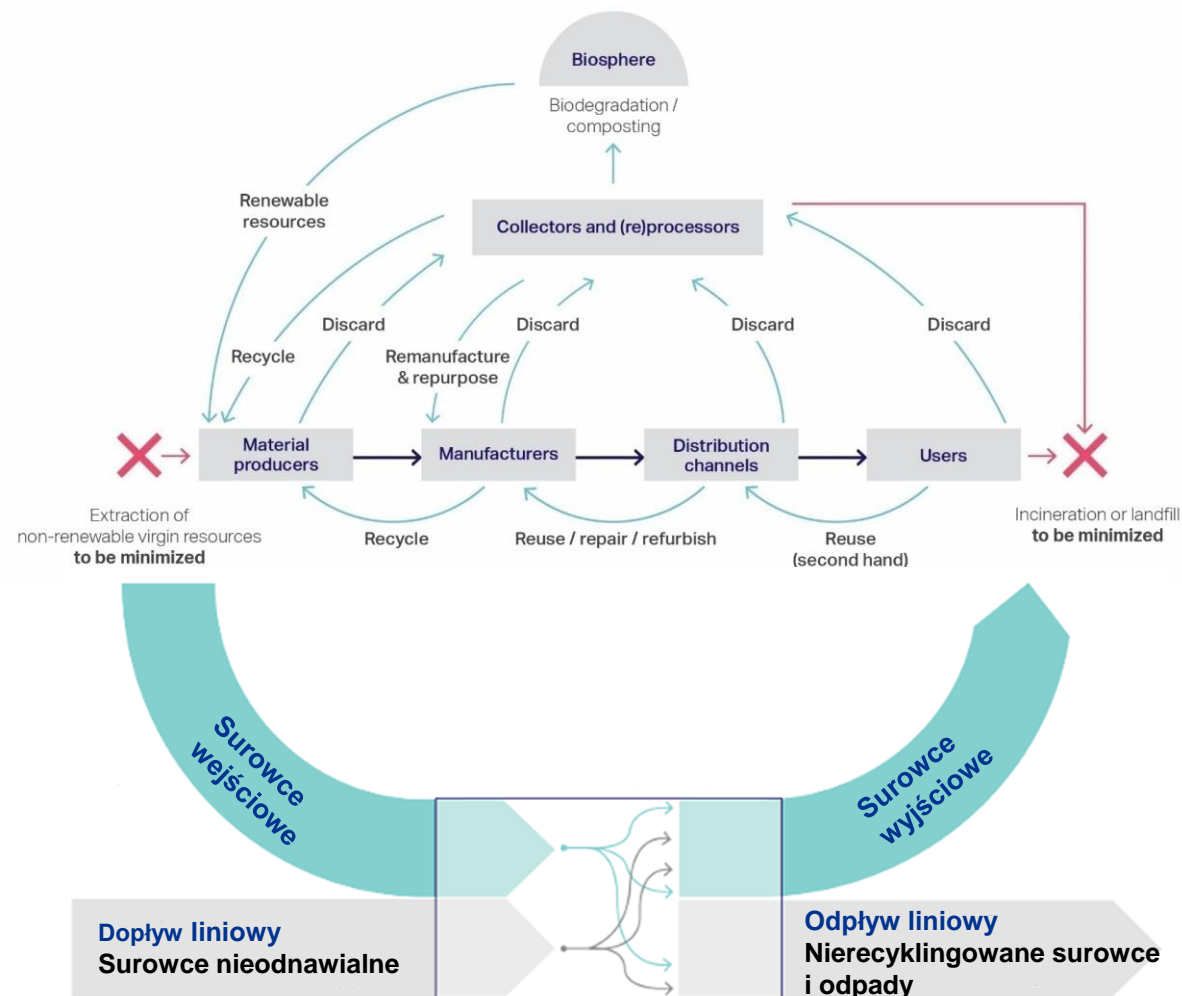 Biosphere
Biodegradation /
composting
Renewable
resources
Collectors and (re)processors
Discard
Discard
Discard
Discard
Recycle
Remanufacture
& repurpose
Material
producers
Manufacturers
Distribution
channels
Users
Extraction of
non-renewable virgin resources
to be minimized
Recycle
Reuse / repair / refurbish
Reuse
(second hand)
Incineration or landfill
to be minimized
Surowce
wejściowe
Surowce
wyjściowe
Dopływ liniowy
Surowce nieodnawialne
Odpływ liniowy
Nierecyklingowane surowce
i odpady